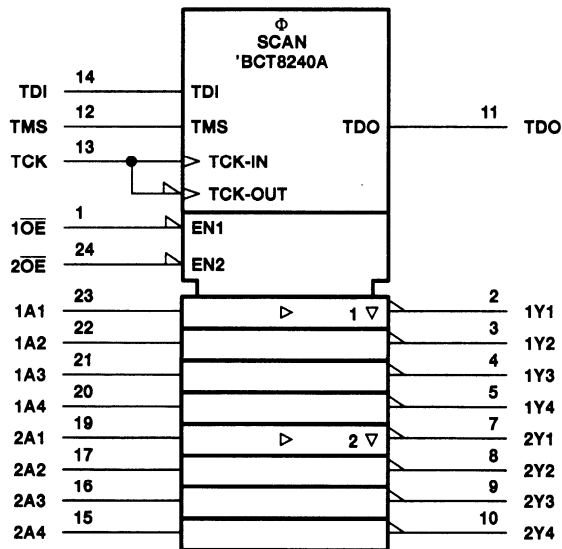 Φ
SCAN
'BCT8240A
TDI 14 TDI
TMS 12 TMS TDO 11 TDO
TCK 13 TCK-IN
TCK-OUT
1OE 1 EN1
2OE 24 EN2
1A1 23 1 2 1Y1
1A2 22 3 1Y2
1A3 21 4 1Y3
1A4 20 5 1Y4
2A1 19 2 7 2Y1
2A2 17 8 2Y2
2A3 16 9 2Y3
2A4 15 10 2Y4